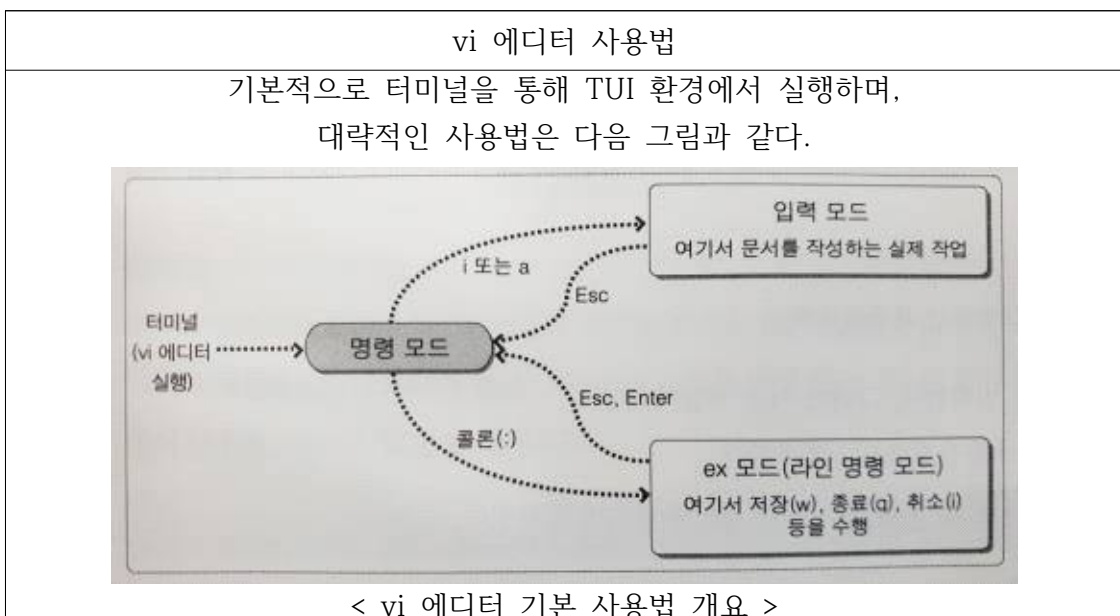 vi 에디터 사용법
기본적으로 터미널을 통해 TUI 환경에서 실행하며,
대략적인 사용법은 다음 그림과 같다.
입력 모드
여기서 문서를 작성하는 실제 작업
i 또는 a
Esc
터미널
(vi 에디터
실행)
명령 모드
Esc, Enter
콜론(:)
ex 모드(라인 명령 모드)
여기서 저장(w), 종료(q), 취소(i)
등을 수행
< vi 에디터 기본 사용법 개요 >